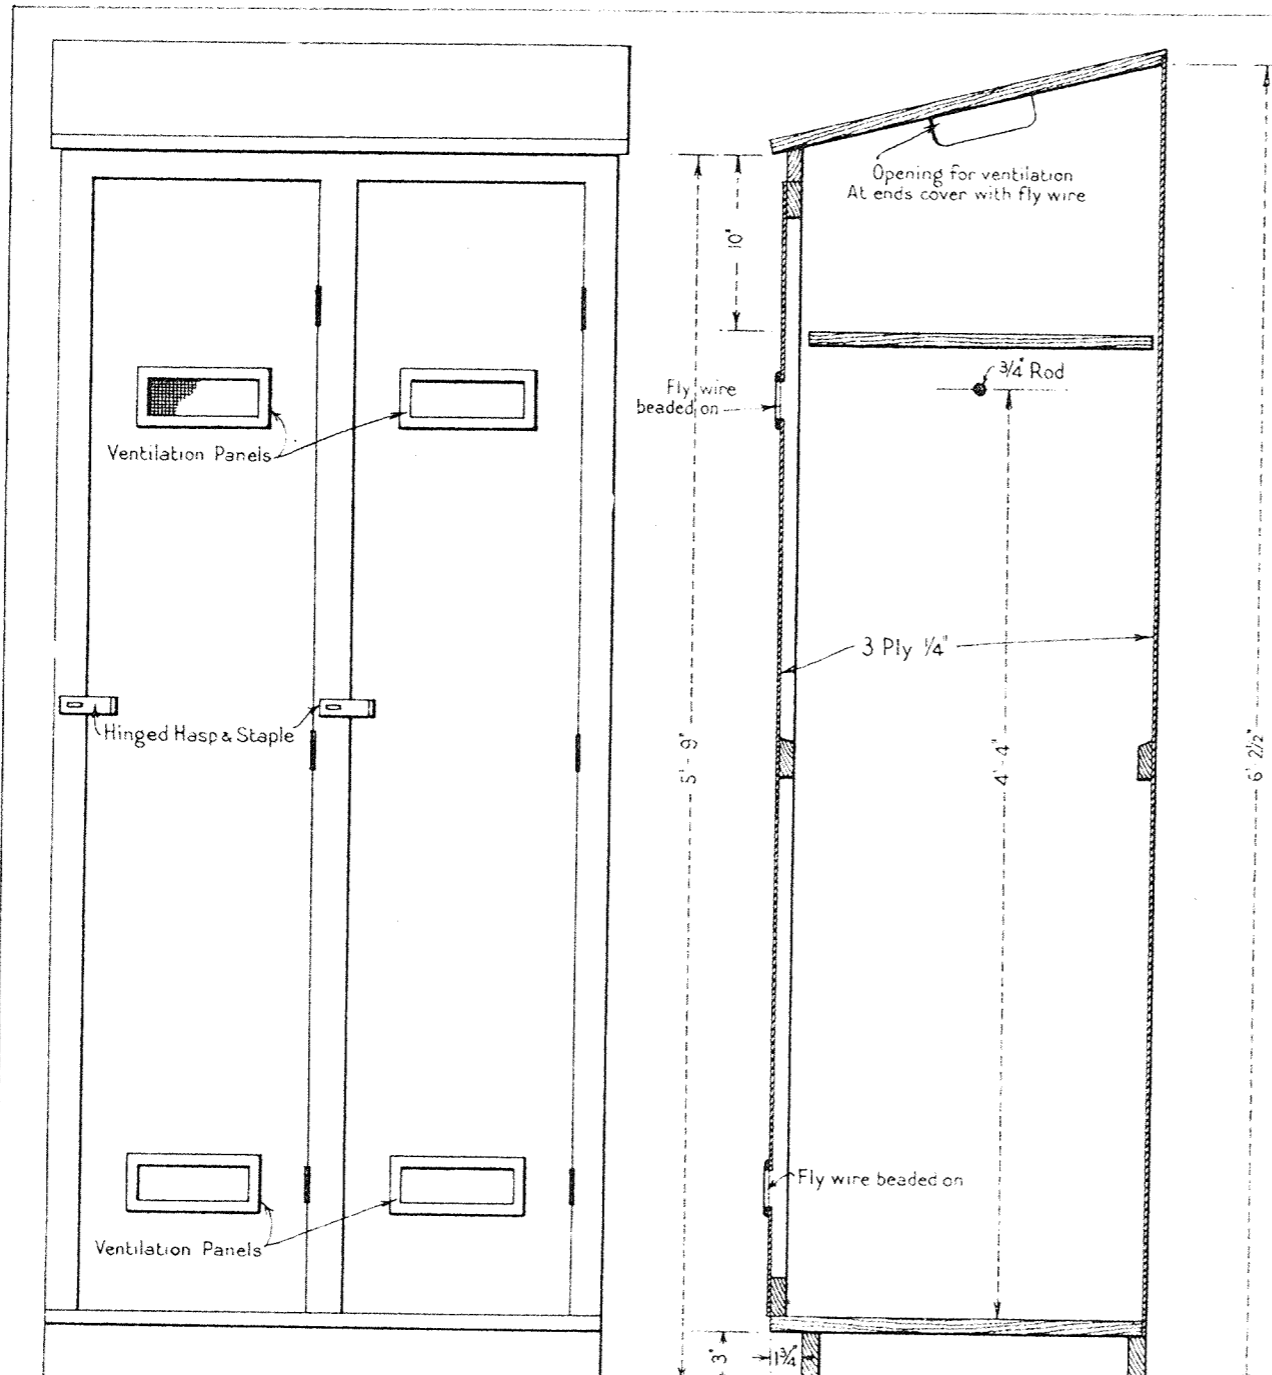 Ventilation Panels
Hinged Hasp & Staple
Ventilation Panels
Opening for ventilation
At ends cover with fly wire
10"
3/4" Rod
Fly wire
beaded on
3 Ply 1/4"
5' - 9"
4' - 4"
6' 2 1/2"
Fly wire beaded on
3"
1 3/4"